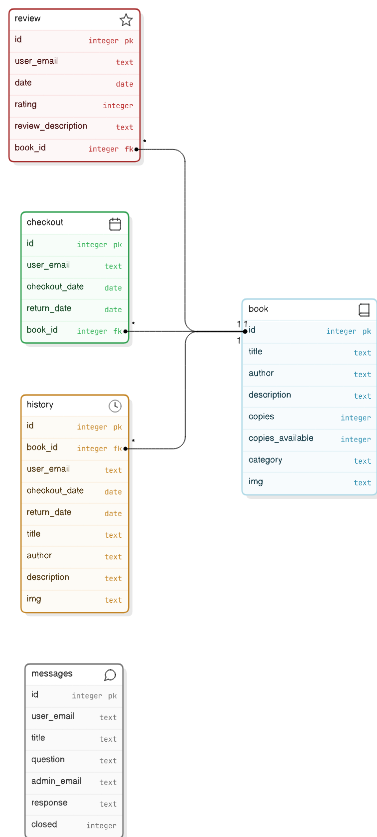 review
id integer pk
user_email text
date date
rating integer
review_description text
book_id integer fk
*
checkout
id integer pk
user_email text
checkout_date date
return_date date
book_id integer fk
*
book
1 1
id integer pk
1
title text
author text
description text
copies integer
copies_available integer
category text
img text
history
id integer pk
*
book_id integer fk
user_email text
checkout_date date
return_date date
title text
author text
description text
img text
messages
id integer pk
user_email text
title text
question text
admin_email text
response text
closed integer